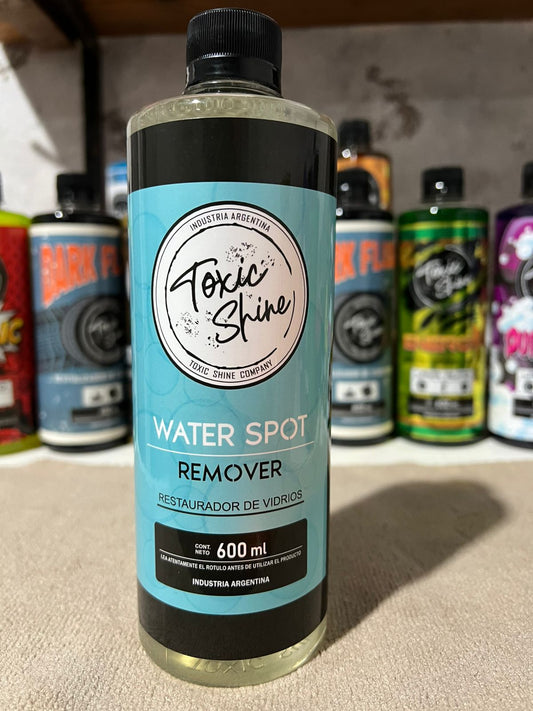 INDUSTRIA ARGENTINA
Toxic
Shine
TOXIC SHINE COMPANY
WATER SPOT
REMOVER
RESTAURADOR DE VIDRIOS
CONT.
NETO 600 ml
LEA ATENTAMENTE EL ROTULO ANTES DE UTILIZAR EL PRODUCTO
INDUSTRIA ARGENTINA
DARK
Toxic
Shine